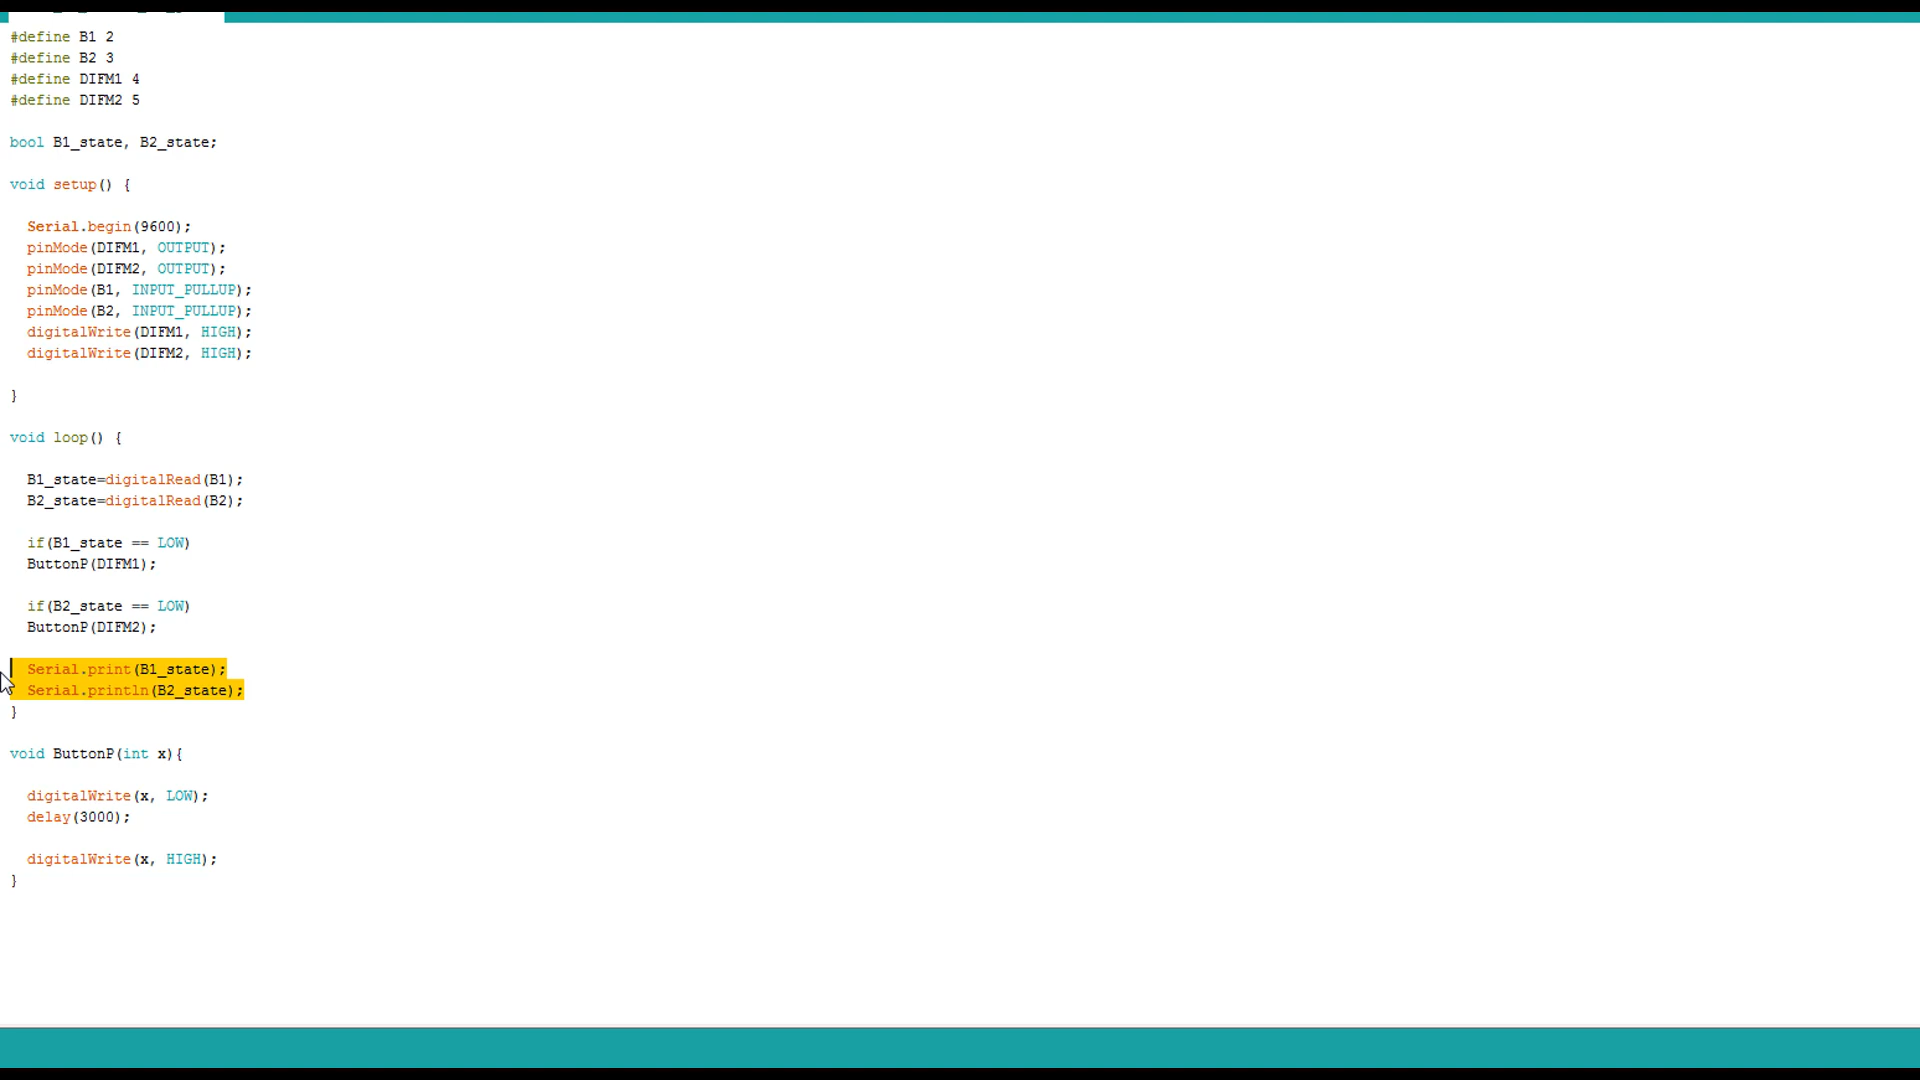 #define B1 2
#define B2 3
#define DIFM1 4
#define DIFM2 5
bool B1_state, B2_state;
void setup() {
Serial.begin(9600);
pinMode(DIFM1, OUTPUT);
pinMode(DIFM2, OUTPUT);
pinMode(B1, INPUT_PULLUP);
pinMode(B2, INPUT_PULLUP);
digitalWrite(DIFM1, HIGH);
digitalWrite(DIFM2, HIGH);
}
void loop() {
B1_state=digitalRead(B1);
B2_state=digitalRead(B2);
if(B1_state == LOW)
ButtonP(DIFM1);
if(B2_state == LOW)
ButtonP(DIFM2);
Serial.print(B1_state);
Serial.println(B2_state);
}
void ButtonP(int x){
digitalWrite(x, LOW);
delay(3000);
digitalWrite(x, HIGH);
}